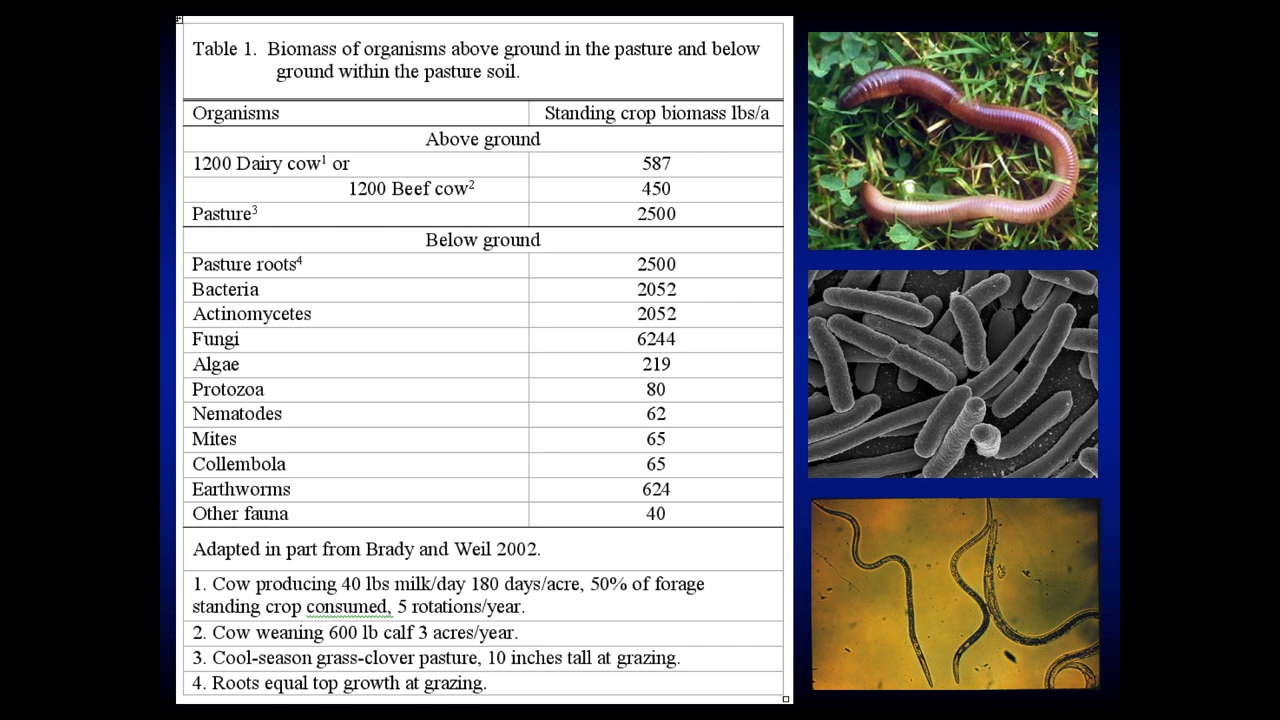 Table 1. Biomass of organisms above ground in the pasture and below
ground within the pasture soil.
Organisms Standing crop biomass lbs/a
Above ground
1200 Dairy cow¹ or 587
1200 Beef cow² 450
Pasture³ 2500
Below ground
Pasture roots⁴ 2500
Bacteria 2052
Actinomycetes 2052
Fungi 6244
Algae 219
Protozoa 80
Nematodes 62
Mites 65
Collembola 65
Earthworms 624
Other fauna 40
Adapted in part from Brady and Weil 2002.
1. Cow producing 40 lbs milk/day 180 days/acre, 50% of forage
standing crop consumed, 5 rotations/year.
2. Cow weaning 600 lb calf 3 acres/year.
3. Cool-season grass-clover pasture, 10 inches tall at grazing.
4. Roots equal top growth at grazing.